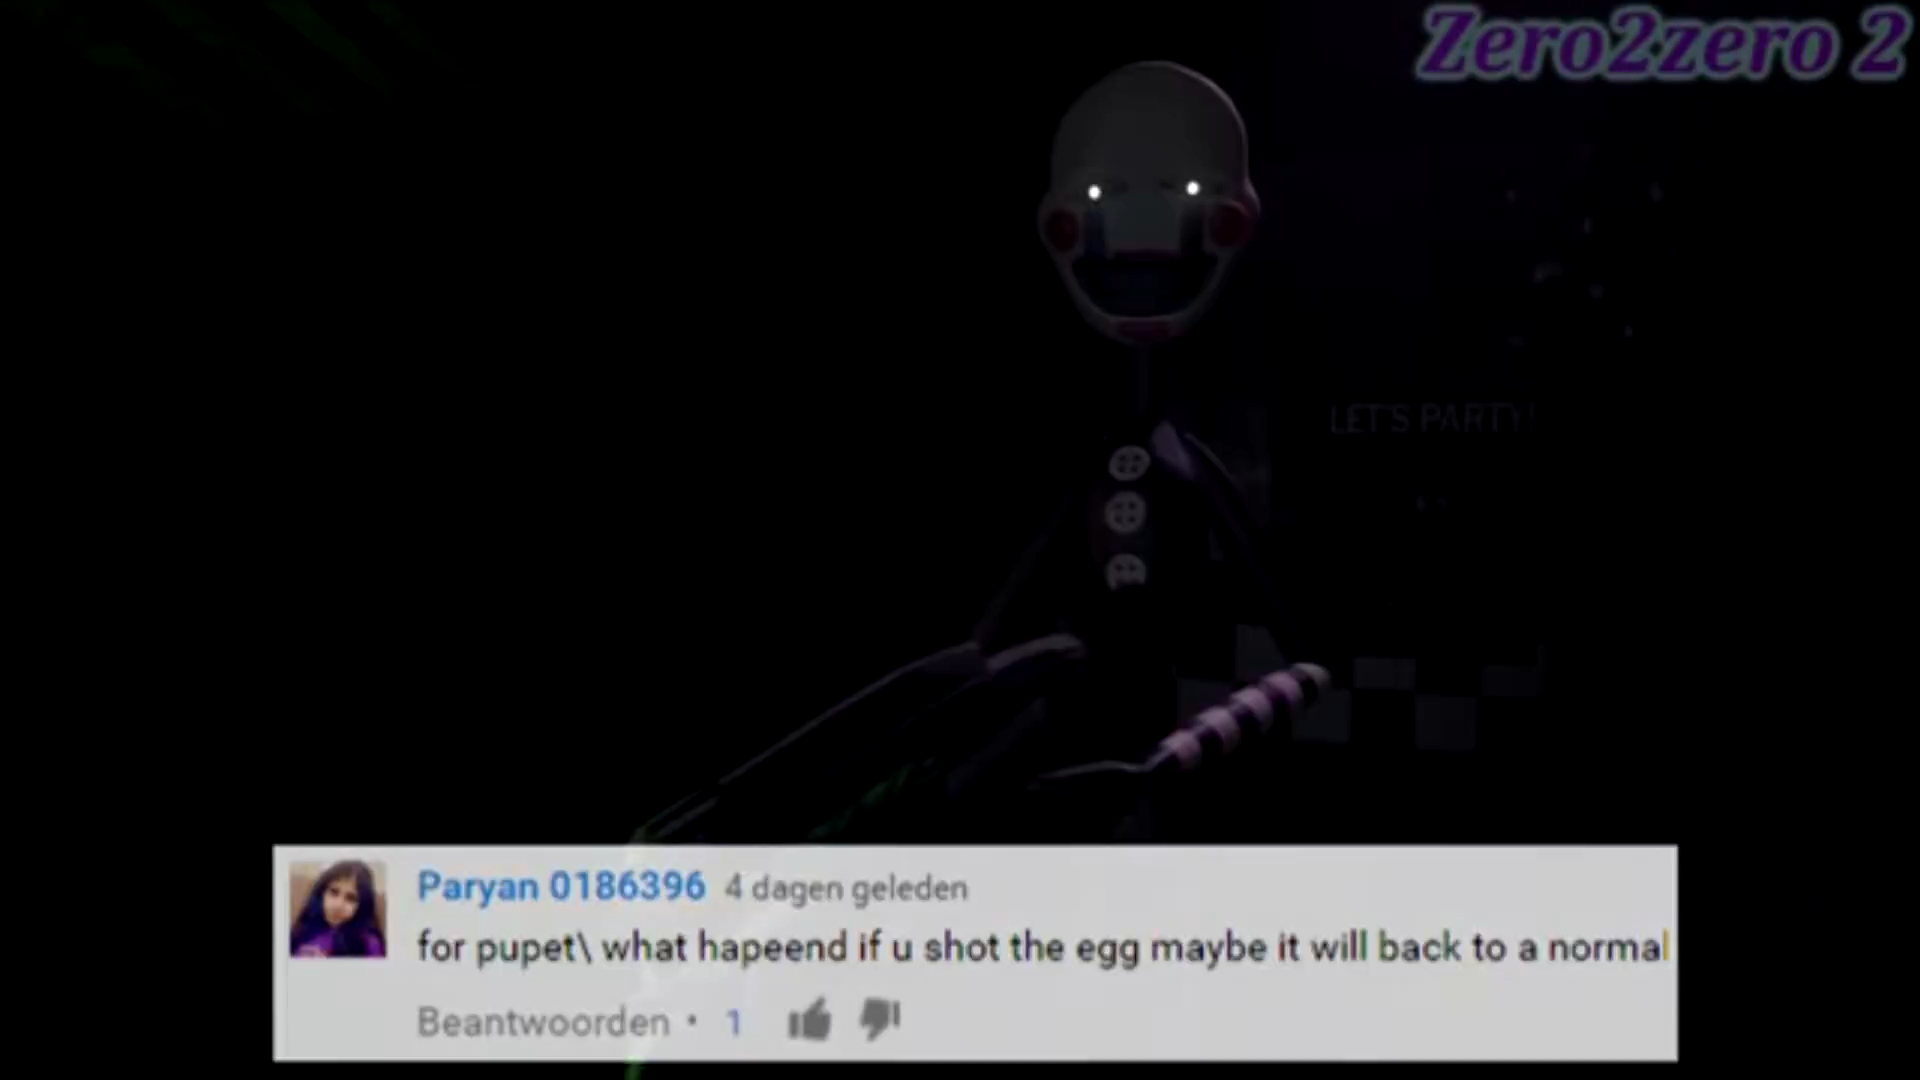 Zero2zero 2
LET'S PARTY!
Paryan 0186396 4 dagen geleden
for pupet\ what hapeend if u shot the egg maybe it will back to a normal
Beantwoorden • 1